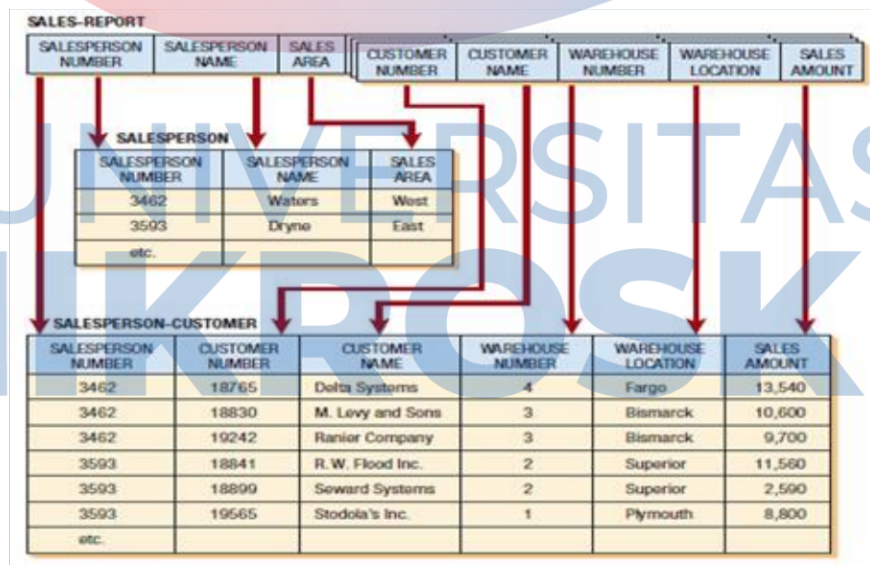 SALES-REPORT
SALESPERSON NUMBER SALESPERSON NAME SALES AREA CUSTOMER NUMBER CUSTOMER NAME WAREHOUSE NUMBER WAREHOUSE LOCATION SALES AMOUNT
SALESPERSON
SALESPERSON NUMBER SALESPERSON NAME SALES AREA
3462 Waters West
3593 Dryne East
etc.
SALESPERSON-CUSTOMER
SALESPERSON NUMBER CUSTOMER NUMBER CUSTOMER NAME WAREHOUSE NUMBER WAREHOUSE LOCATION SALES AMOUNT
3462 18765 Delta Systems 4 Fargo 13,540
3462 18830 M. Levy and Sons 3 Bismarck 10,600
3462 19242 Ranier Company 3 Bismarck 9,700
3593 18841 R.W. Flood Inc. 2 Superior 11,560
3593 18899 Seward Systems 2 Superior 2,590
3593 19565 Stodola's Inc. 1 Plymouth 8,800
etc.
UNIVERSITAS
MIKROSK